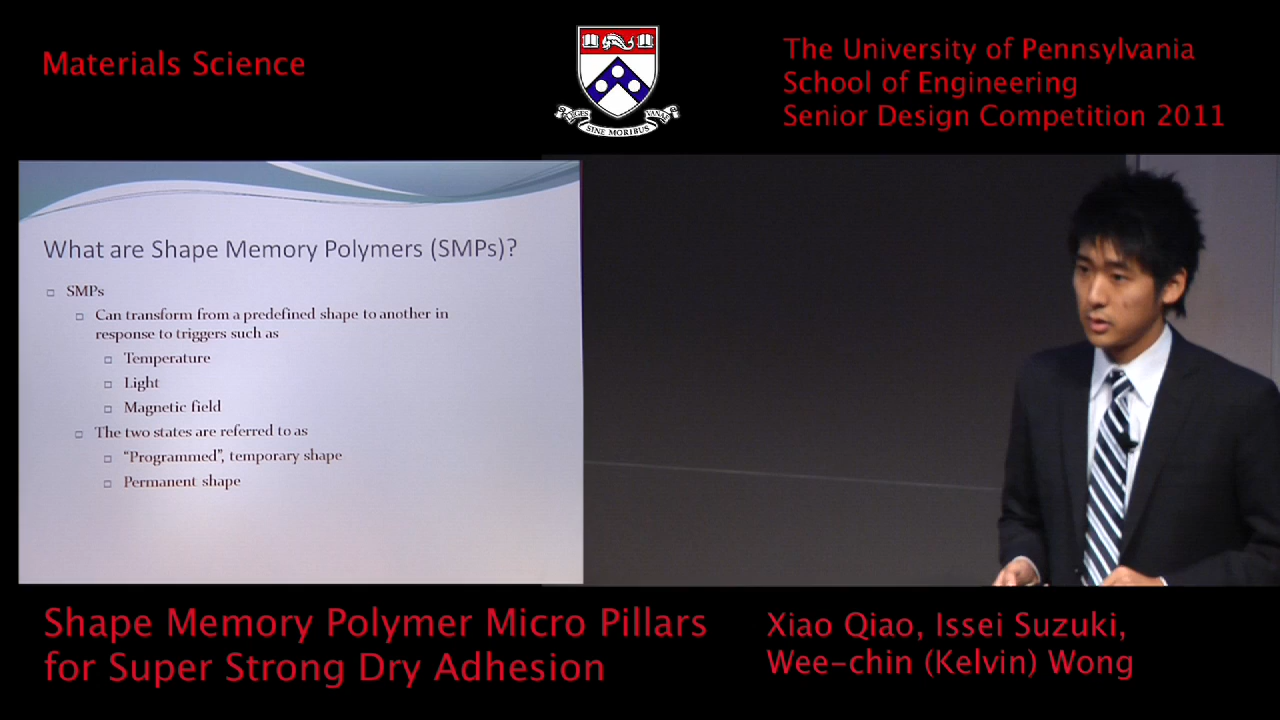 Materials Science
The University of Pennsylvania
School of Engineering
Senior Design Competition 2011
SINE MORIBUS
What are Shape Memory Polymers (SMPs)?
SMPs
Can transform from a predefined shape to another in
response to triggers such as
Temperature
Light
Magnetic field
The two states are referred to as
“Programmed”, temporary shape
Permanent shape
Shape Memory Polymer Micro Pillars
for Super Strong Dry Adhesion
Xiao Qiao, Issei Suzuki,
Wee-chin (Kelvin) Wong